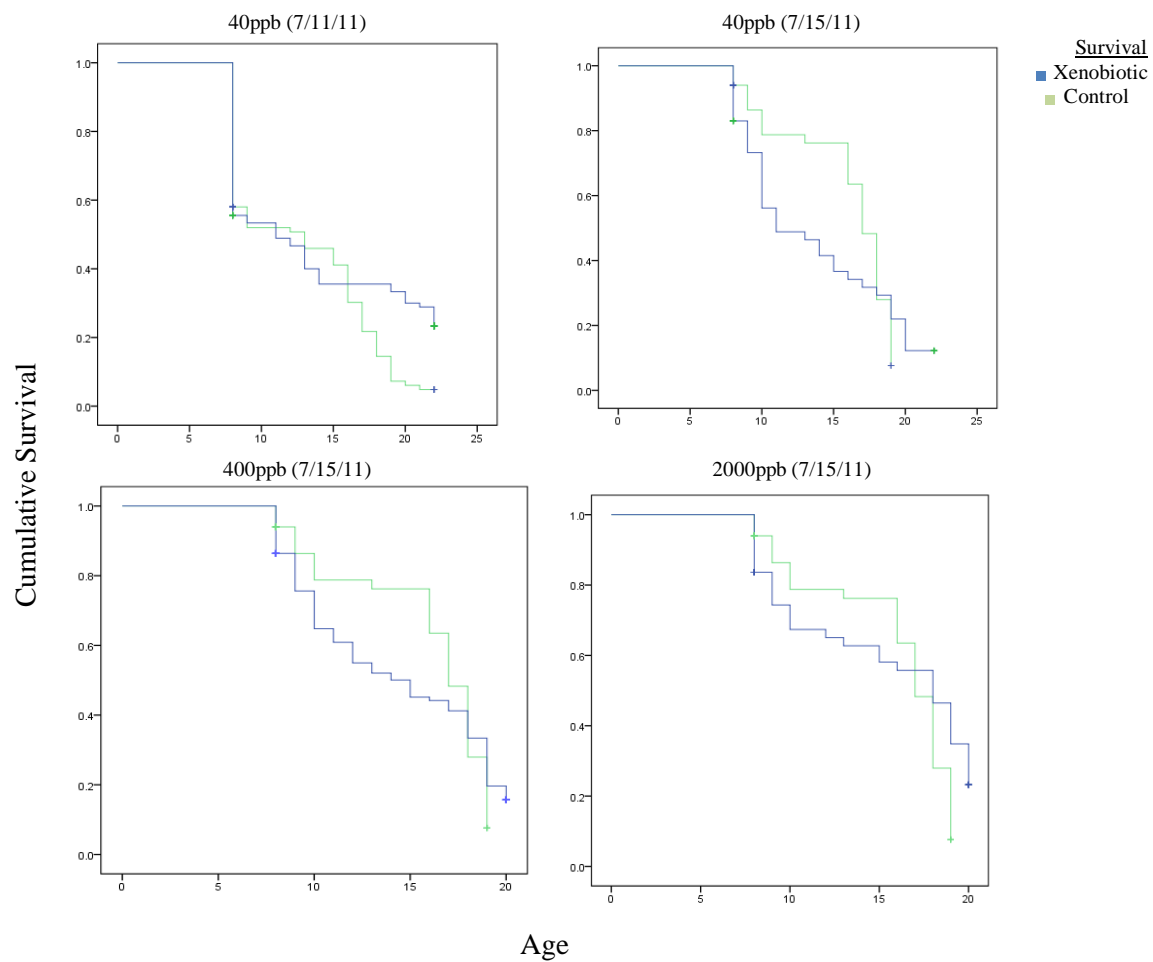 40ppb (7/11/11)
40ppb (7/15/11)
Survival
Xenobiotic
Control
1.0
0.8
0.6
0.4
0.2
0.0
0 5 10 15 20 25
1.0
0.8
0.6
0.4
0.2
0.0
0 5 10 15 20 25
Cumulative Survival
400ppb (7/15/11)
2000ppb (7/15/11)
1.0
0.8
0.6
0.4
0.2
0.0
0 5 10 15 20
1.0
0.8
0.6
0.4
0.2
0.0
0 5 10 15 20
Age